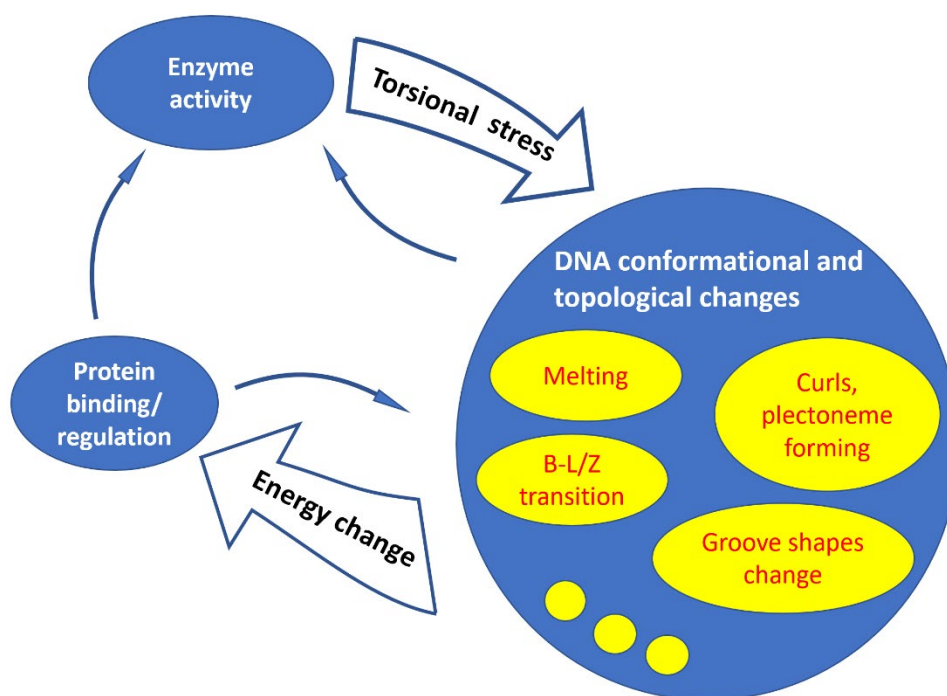 Enzyme
activity
Torsional stress
DNA conformational and
topological changes
Melting
Curls,
plectoneme
forming
B-L/Z
transition
Groove shapes
change
Protein
binding/
regulation
Energy change